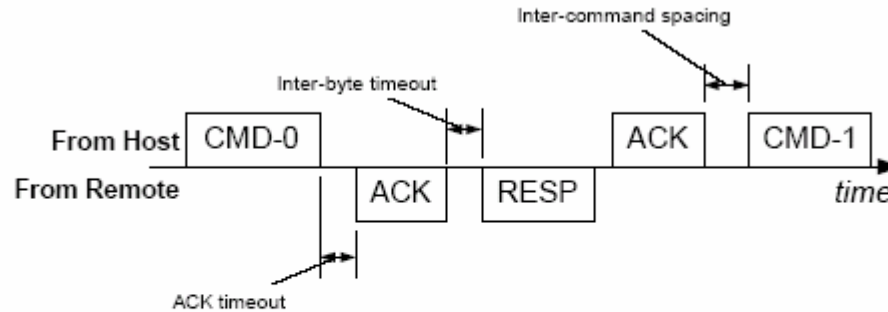 Inter-command spacing
Inter-byte timeout
From Host
CMD-0
ACK
CMD-1
From Remote
ACK
RESP
time
ACK timeout